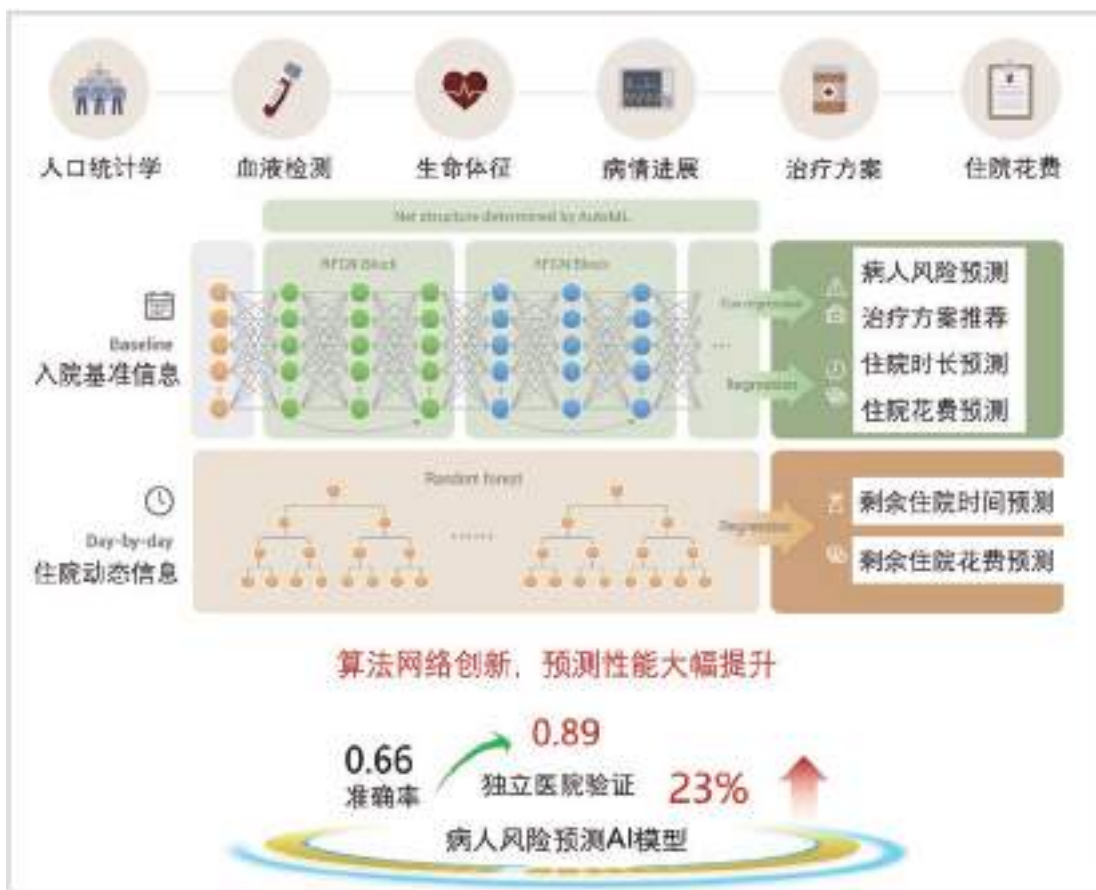 人口统计学
血液检测
生命体征
病情进展
治疗方案
住院花费
Net structure determined by AutoML
Block
Block
Baseline
入院基准信息
Regression
病人风险预测
治疗方案推荐
住院时长预测
住院花费预测
Random forest
......
Day-by-day
住院动态信息
Regression
剩余住院时间预测
剩余住院花费预测
算法网络创新，预测性能大幅提升
0.66
准确率
0.89
独立医院验证
23%
病人风险预测AI模型